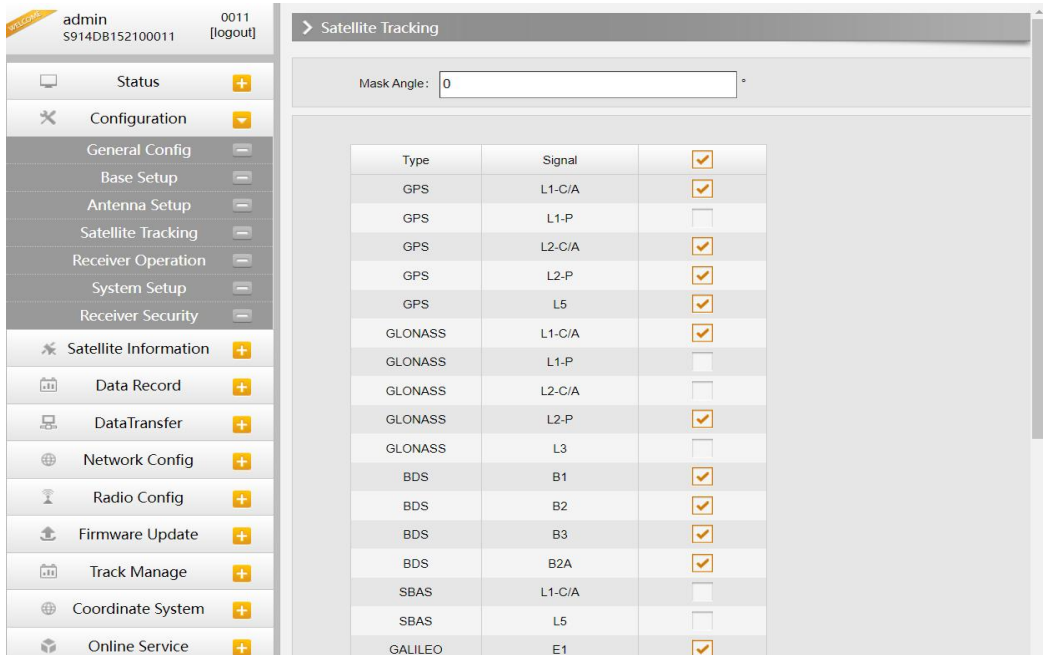 WELCOME
admin 0011
S914DB152100011 [logout]
Status
Configuration
General Config
Base Setup
Antenna Setup
Satellite Tracking
Receiver Operation
System Setup
Receiver Security
Satellite Information
Data Record
DataTransfer
Network Config
Radio Config
Firmware Update
Track Manage
Coordinate System
Online Service
Satellite Tracking
Mask Angle: 0 °
Type Signal
GPS L1-C/A
GPS L1-P
GPS L2-C/A
GPS L2-P
GPS L5
GLONASS L1-C/A
GLONASS L1-P
GLONASS L2-C/A
GLONASS L2-P
GLONASS L3
BDS B1
BDS B2
BDS B3
BDS B2A
SBAS L1-C/A
SBAS L5
GALILEO E1